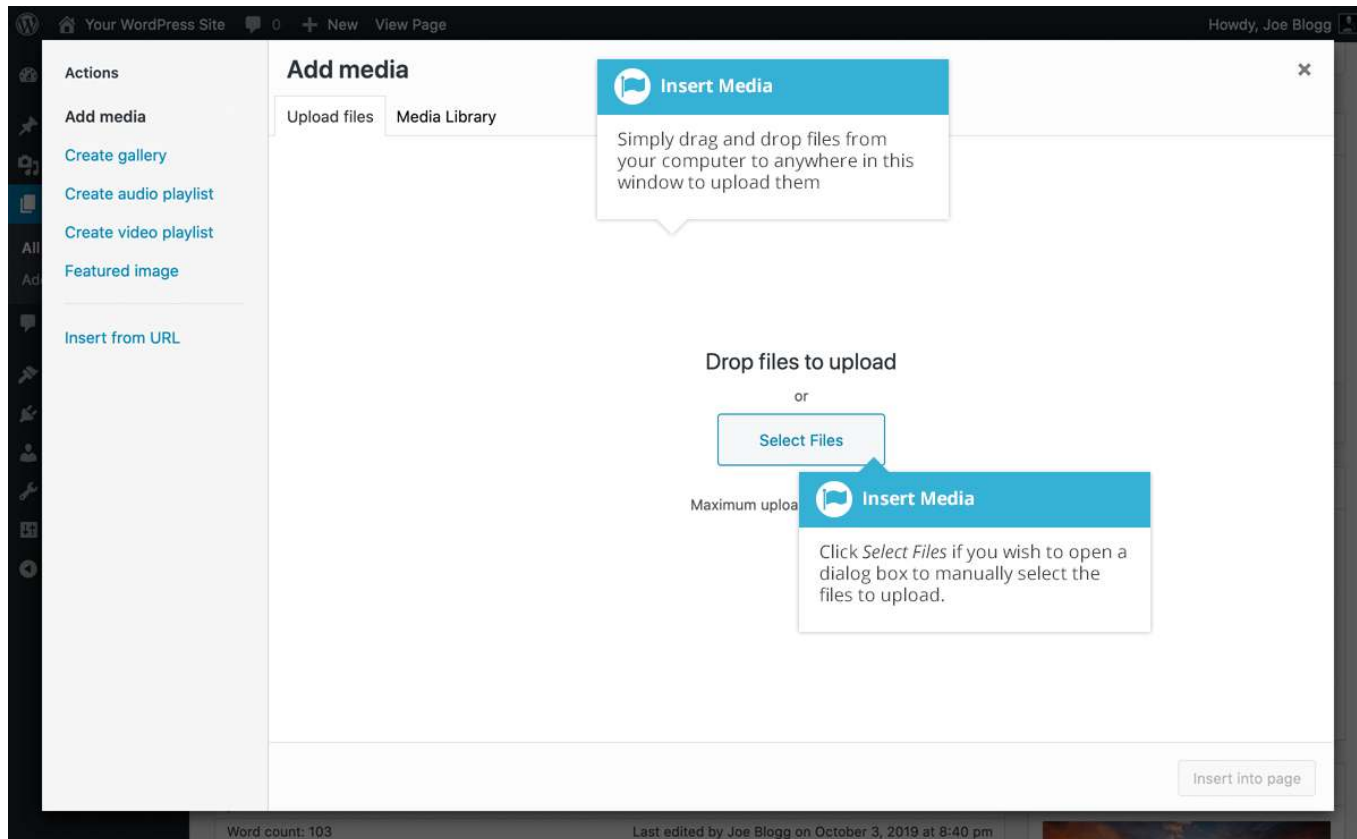 Your WordPress Site 0 New View Page Howdy, Joe Blogg
Actions
Add media
Create gallery
Create audio playlist
Create video playlist
Featured image
Insert from URL
Add media
Upload files Media Library
Insert Media
Simply drag and drop files from
your computer to anywhere in this
window to upload them
Drop files to upload
or
Select Files
Maximum
Insert Media
Click Select Files if you wish to open a
dialog box to manually select the
files to upload.
Insert into page
All
Word count: 103 Last edited by Joe Blogg on October 3, 2019 at 8:40 pm